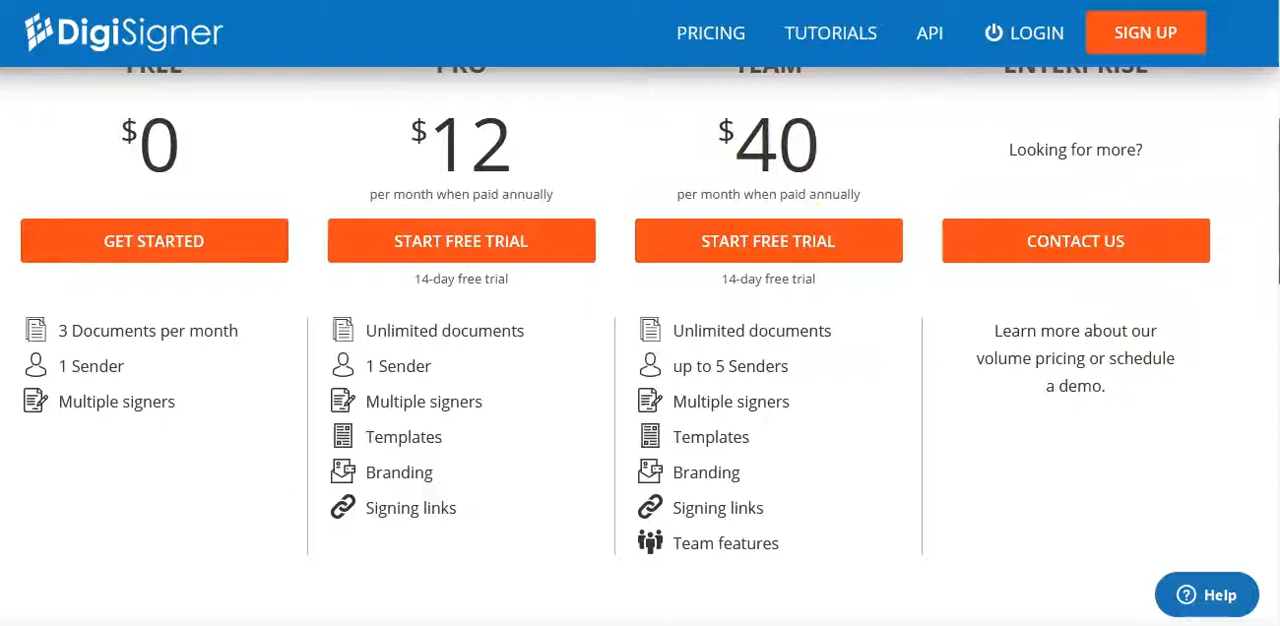 DigiSigner
PRICING
TUTORIALS
API
LOGIN
SIGN UP
FREE
PRO
TEAM
ENTERPRISE
$0
$12
$40
Looking for more?
per month when paid annually
per month when paid annually
GET STARTED
START FREE TRIAL
START FREE TRIAL
CONTACT US
14-day free trial
14-day free trial
3 Documents per month
1 Sender
Multiple signers
Unlimited documents
1 Sender
Multiple signers
Templates
Branding
Signing links
Unlimited documents
up to 5 Senders
Multiple signers
Templates
Branding
Signing links
Team features
Learn more about our
volume pricing or schedule
a demo.
Help